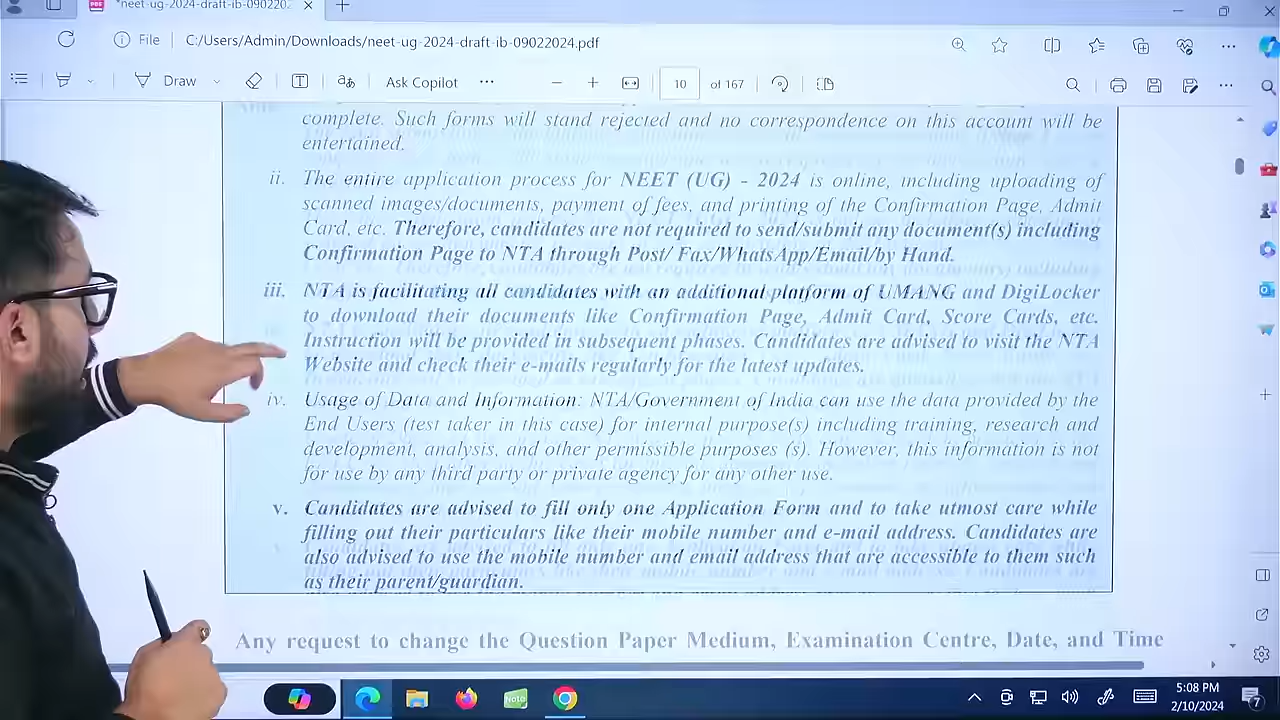 *neet-ug-2024-draft-ib-090220
File
C:/Users/Admin/Downloads/neet-ug-2024-draft-ib-09022024.pdf
Draw
Ask Copilot
10 of 167
complete. Such forms will stand rejected and no correspondence on this account will be
entertained.
ii. The entire application process for NEET (UG) - 2024 is online, including uploading of
scanned images/documents, payment of fees, and printing of the Confirmation Page, Admit
Card, etc. Therefore, candidates are not required to send/submit any document(s) including
Confirmation Page to NTA through Post/ Fax/WhatsApp/Email/by Hand.
iii. NTA is facilitating all candidates with an additional platform of UMANG and DigiLocker
to download their documents like Confirmation Page, Admit Card, Score Cards, etc.
Instruction will be provided in subsequent phases. Candidates are advised to visit the NTA
Website and check their e-mails regularly for the latest updates.
iv. Usage of Data and Information: NTA/Government of India can use the data provided by the
End Users (test taker in this case) for internal purpose(s) including training, research and
development, analysis, and other permissible purposes (s). However, this information is not
for use by any third party or private agency for any other use.
v. Candidates are advised to fill only one Application Form and to take utmost care while
filling out their particulars like their mobile number and e-mail address. Candidates are
also advised to use the mobile number and email address that are accessible to them such
as their parent/guardian.
Any request to change the Question Paper Medium, Examination Centre, Date, and Time
5:08 PM
2/10/2024
7